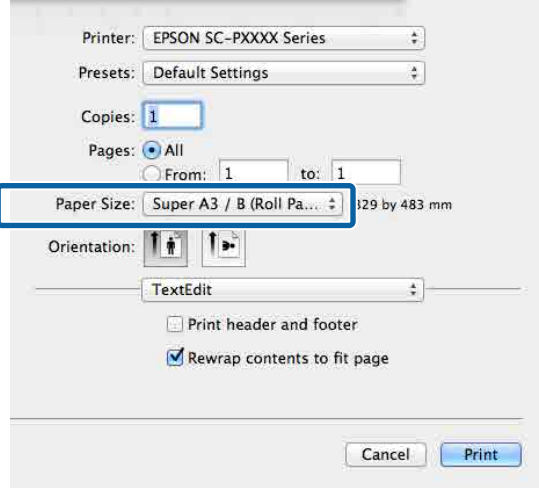 Printer: EPSON SC-PXXXX Series
Presets: Default Settings
Copies: 1
Pages: All
From: 1 to: 1
Paper Size: Super A3 / B (Roll Pa... 329 by 483 mm
Orientation:
TextEdit
Print header and footer
Rewrap contents to fit page
Cancel Print